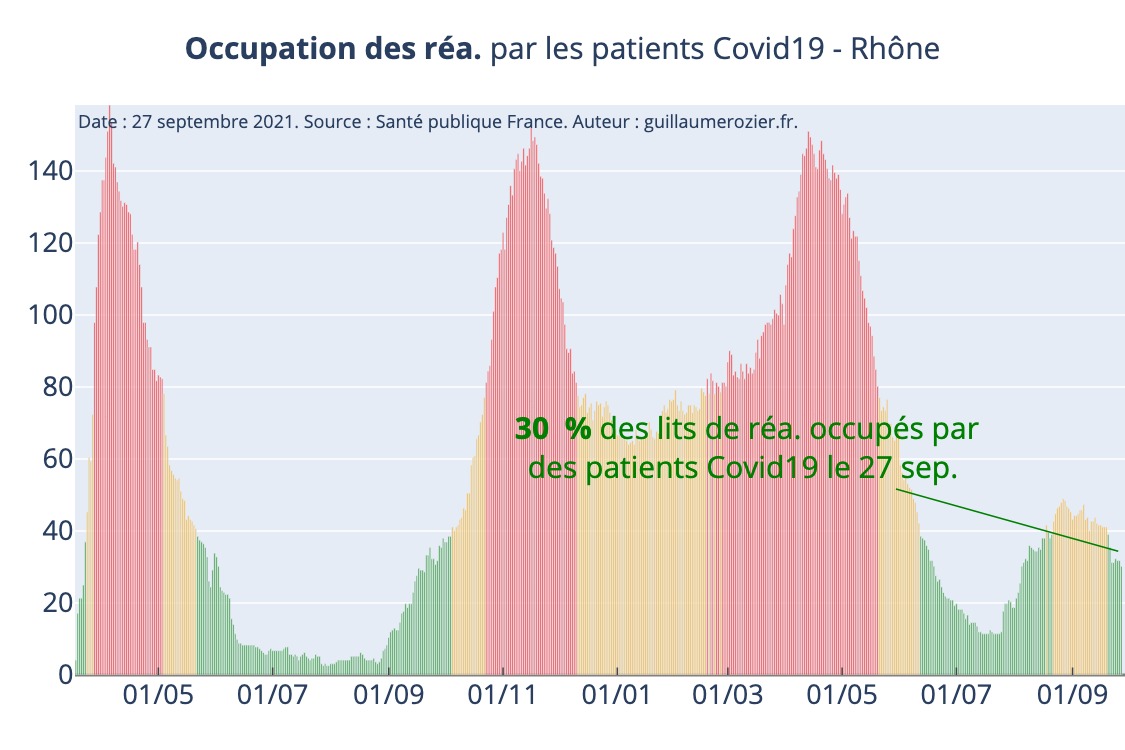 Occupation des réa. par les patients Covid19 - Rhône
Date : 27 septembre 2021. Source : Santé publique France. Auteur : guillaumerozier.fr.
140
120
100
80
60
40
20
0
30 % des lits de réa. occupés par
des patients Covid19 le 27 sep.
01/05 01/07 01/09 01/11 01/01 01/03 01/05 01/07 01/09